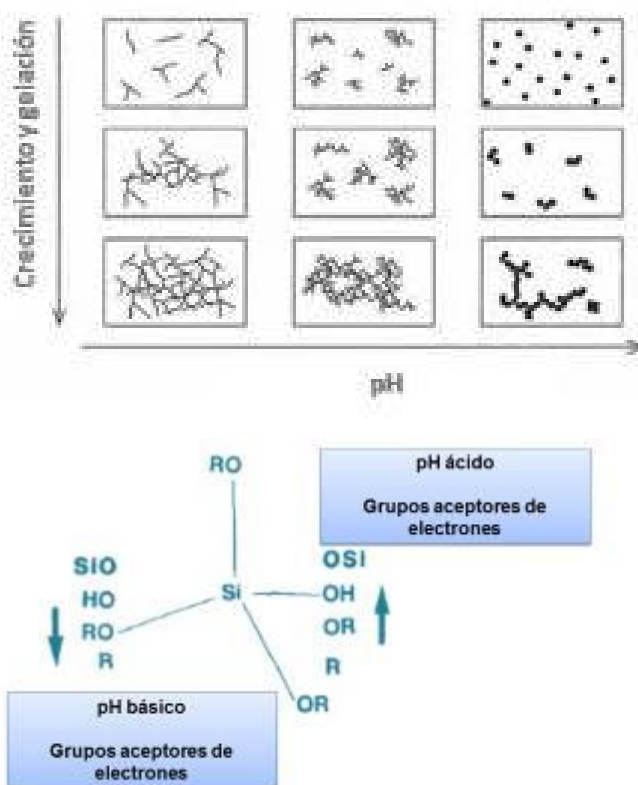 Crecimiento y gelación
pH
RO
pH ácido
Grupos aceptores de
electrones
SiO
HO
RO
R
Si
OSI
OH
OR
R
OR
pH básico
Grupos aceptores de
electrones